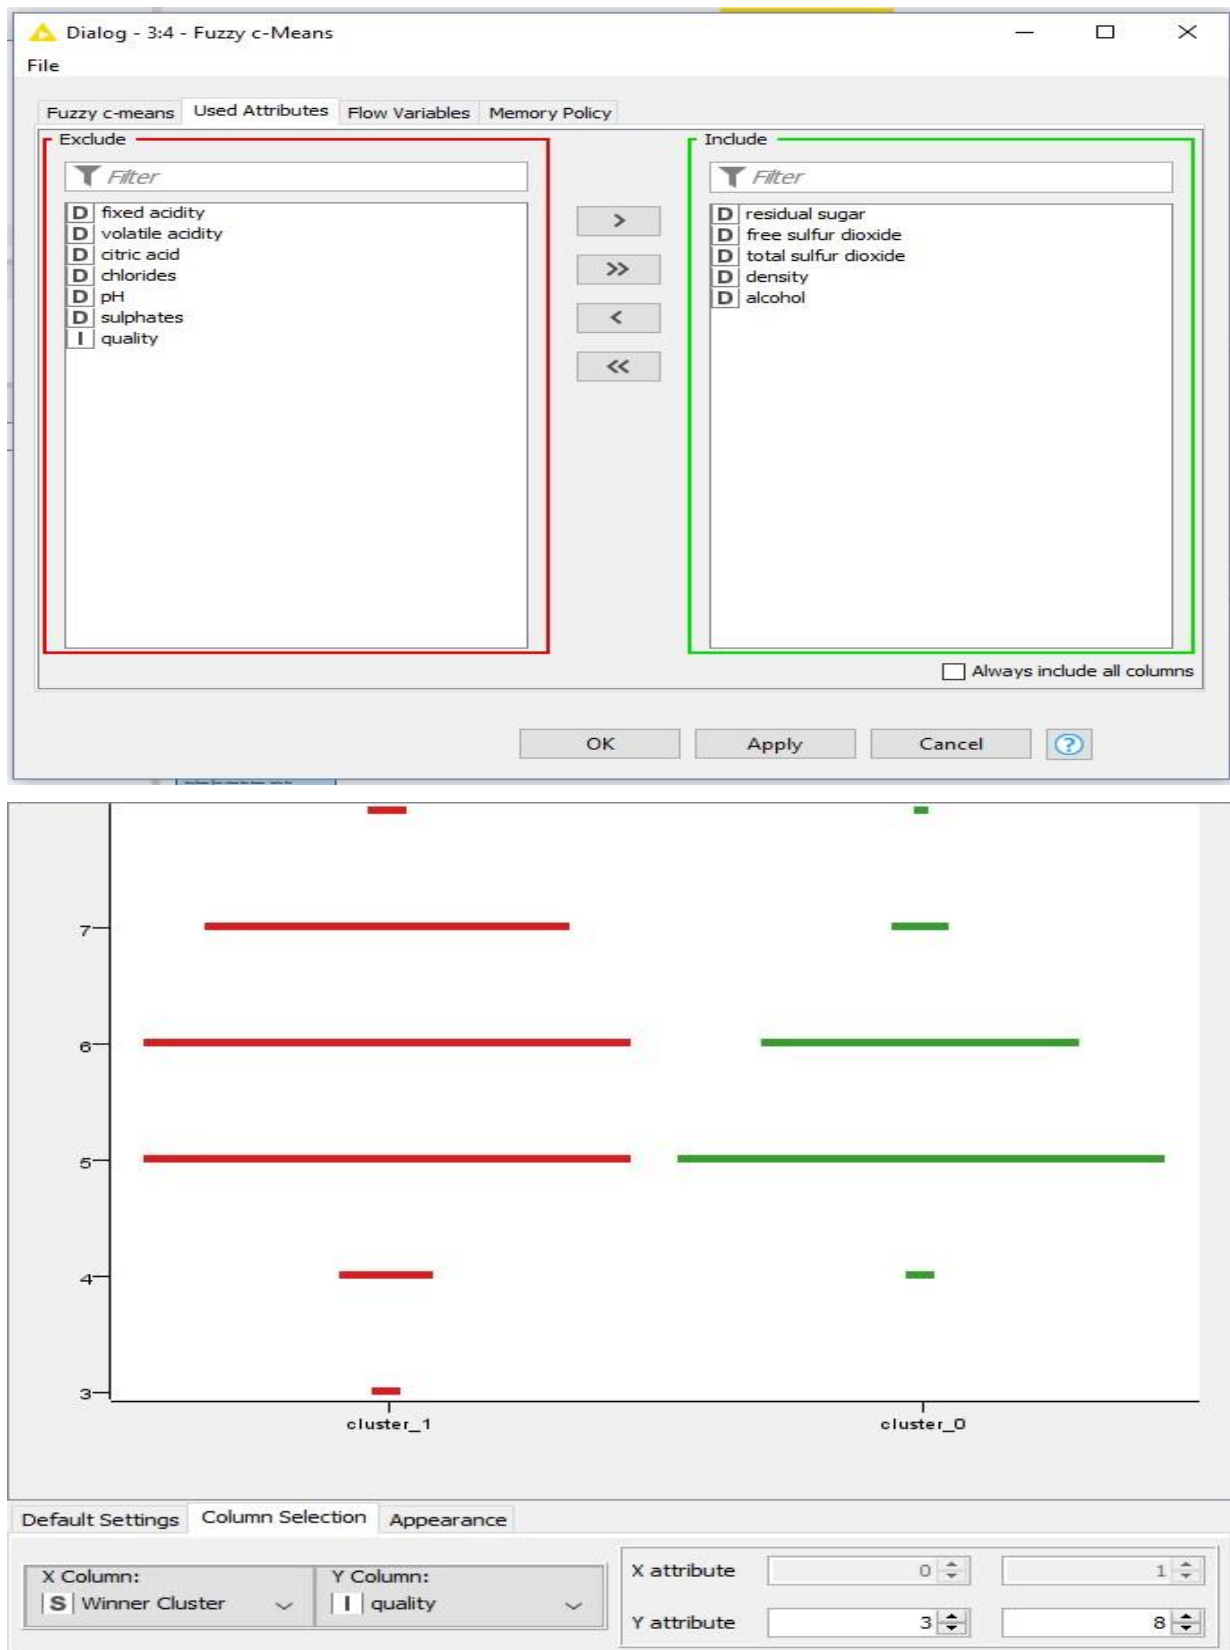 Dialog - 3:4 - Fuzzy c-Means
File
Fuzzy c-means Used Attributes Flow Variables Memory Policy
Exclude Include
Filter Filter
D fixed acidity
D volatile acidity
D citric acid
D chlorides
D pH
D sulphates
I quality
>
>>
<
<<
D residual sugar
D free sulfur dioxide
D total sulfur dioxide
D density
D alcohol
Always include all columns
OK Apply Cancel ?
7
6
5
4
3
cluster_1 cluster_0
Default Settings Column Selection Appearance
X Column: Y Column:
S Winner Cluster I quality
X attribute 0 1
Y attribute 3 8